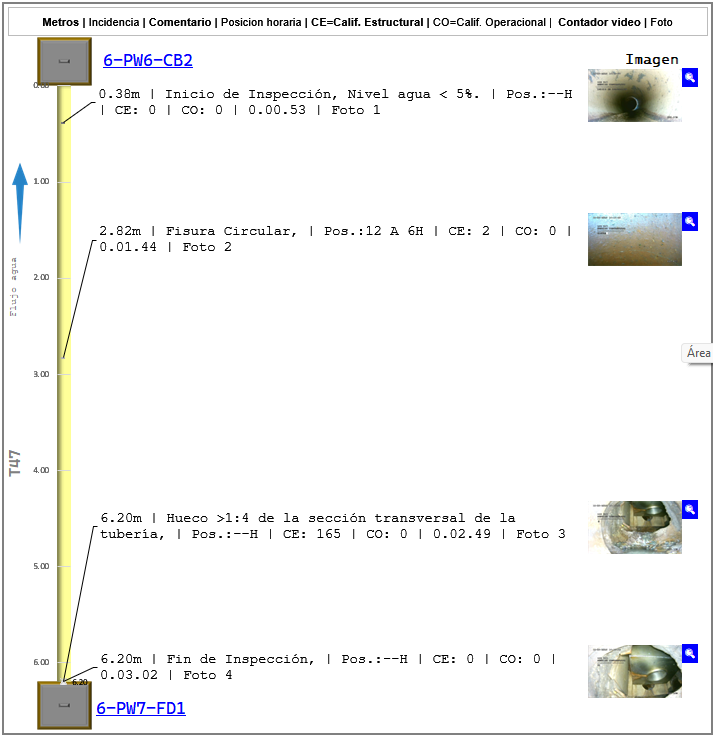 Metros | Incidencia | Comentario | Posicion horaria | CE=Calif. Estructural | CO=Calif. Operacional | Contador video | Foto
6-PW6-CB2
Imagen
0.00
0.38m | Inicio de Inspección, Nivel agua < 5%. | Pos.:--H
| CE: 0 | CO: 0 | 0.00.53 | Foto 1
1.00
2.82m | Fisura Circular, | Pos.:12 A 6H | CE: 2 | CO: 0 |
0.01.44 | Foto 2
Flujo agua
2.00
Área
3.00
T47
4.00
6.20m | Hueco >1:4 de la sección transversal de la
tubería, | Pos.:--H | CE: 165 | CO: 0 | 0.02.49 | Foto 3
5.00
6.00
6.20m | Fin de Inspección, | Pos.:--H | CE: 0 | CO: 0 |
0.03.02 | Foto 4
6.20
6-PW7-FD1